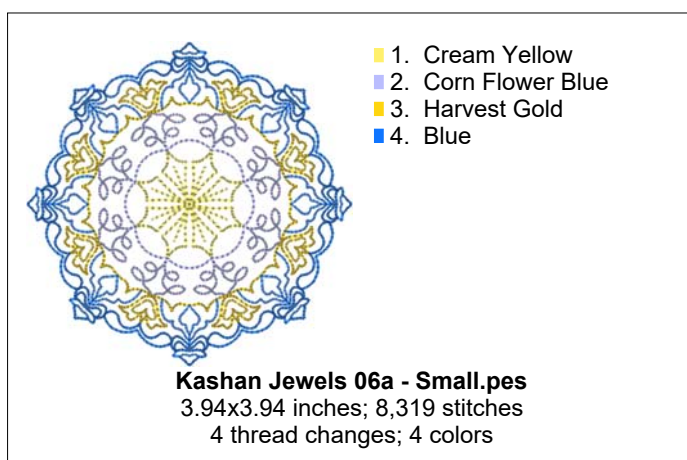 1. Cream Yellow
2. Corn Flower Blue
3. Harvest Gold
4. Blue
Kashan Jewels 06a - Small.pes
3.94x3.94 inches; 8,319 stitches
4 thread changes; 4 colors